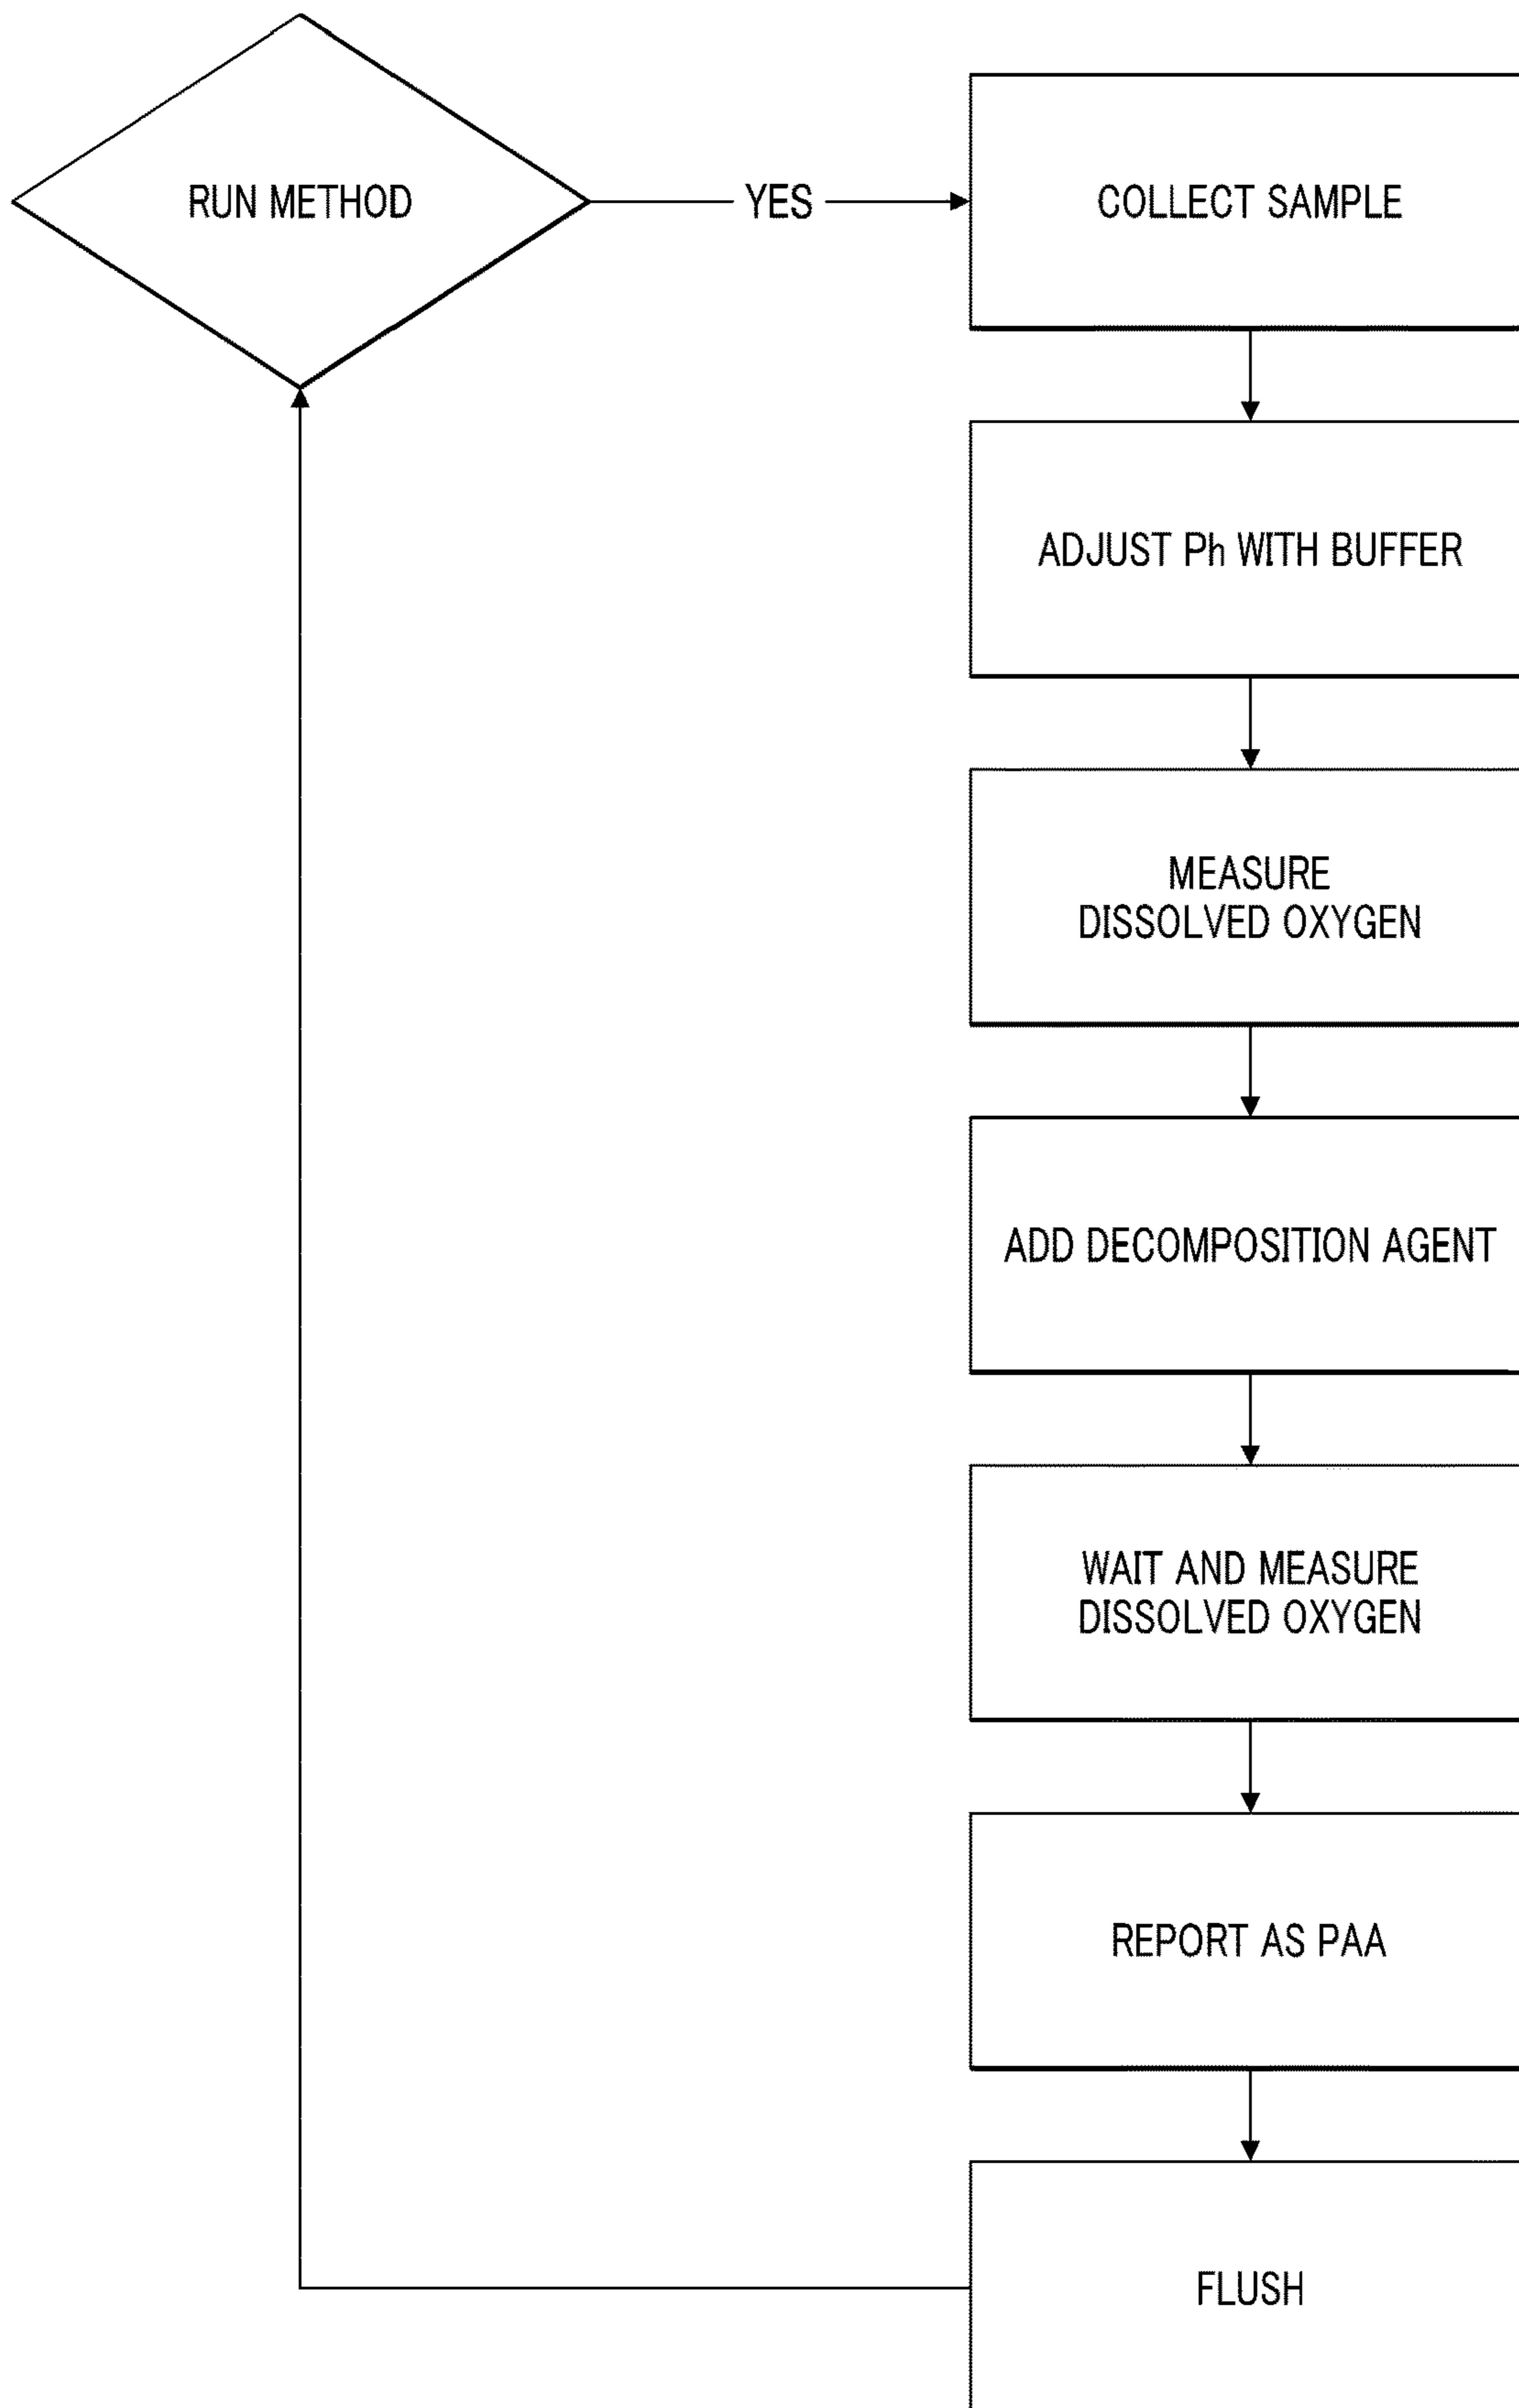 RUN METHOD
YES
COLLECT SAMPLE
ADJUST Ph WITH BUFFER
MEASURE
DISSOLVED OXYGEN
ADD DECOMPOSITION AGENT
WAIT AND MEASURE
DISSOLVED OXYGEN
REPORT AS PAA
FLUSH